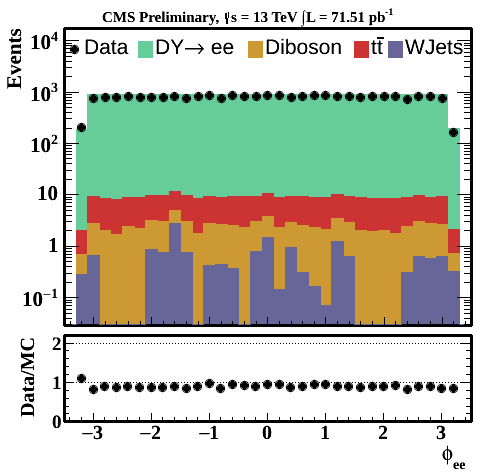 CMS Preliminary, √s = 13 TeV ∫L = 71.51 pb⁻¹
Events
Data DY→ ee Diboson tt̄ WJets
10⁴
10³
10²
10
1
10⁻¹
Data/MC
2
1
0
−3 −2 −1 0 1 2 3
ϕee